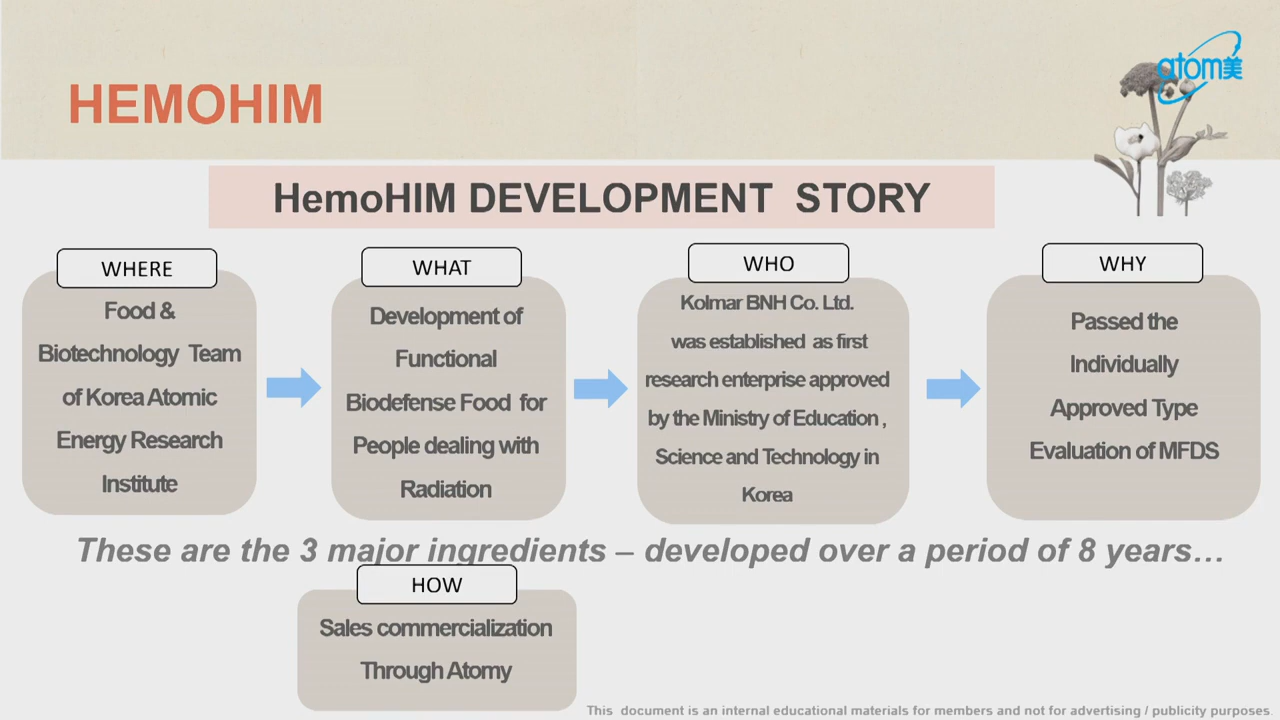 atom美
HEMOHIM
HemoHIM DEVELOPMENT STORY
WHERE
Food &
Biotechnology Team
of Korea Atomic
Energy Research
Institute
WHAT
Development of
Functional
Biodefense Food for
People dealing with
Radiation
WHO
Kolmar BNH Co. Ltd.
was established as first
research enterprise approved
by the Ministry of Education ,
Science and Technology in
Korea
WHY
Passed the
Individually
Approved Type
Evaluation of MFDS
These are the 3 major ingredients – developed over a period of 8 years…
HOW
Sales commercialization
Through Atomy
This document is an internal educational materials for members and not for advertising / publicity purposes.